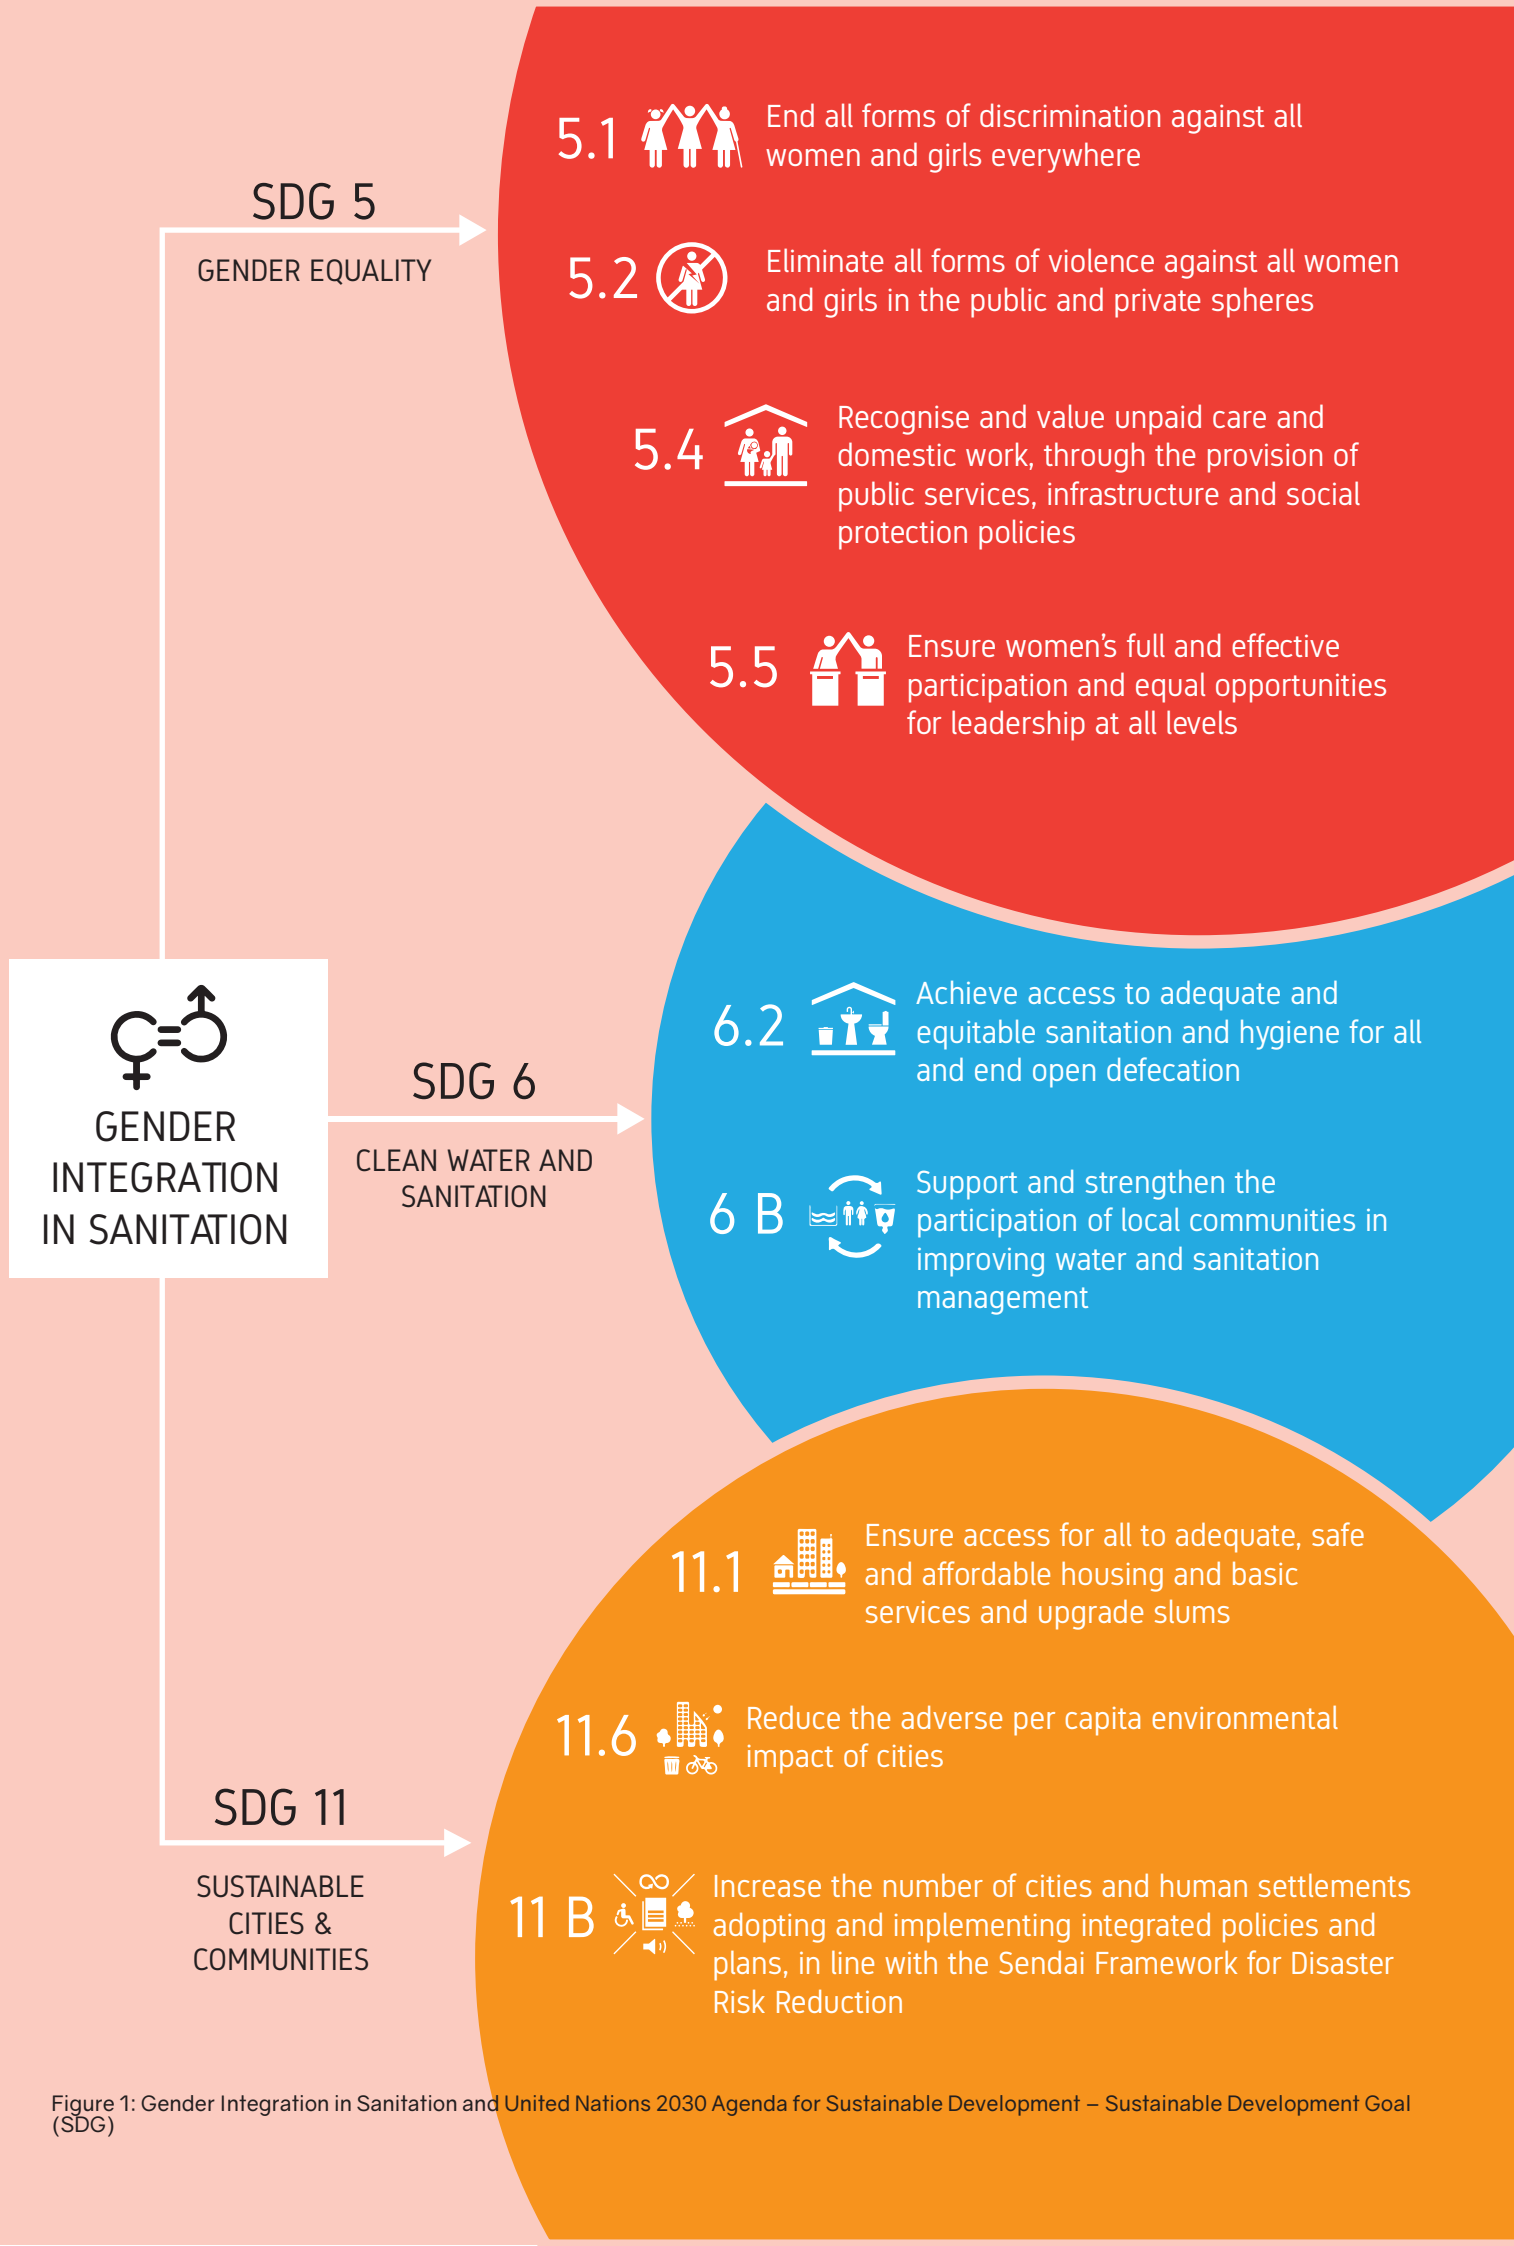 5.1
End all forms of discrimination against all
women and girls everywhere
SDG 5
GENDER EQUALITY
5.2
Eliminate all forms of violence against all women
and girls in the public and private spheres
5.4
Recognise and value unpaid care and
domestic work, through the provision of
public services, infrastructure and social
protection policies
5.5
Ensure women’s full and effective
participation and equal opportunities
for leadership at all levels
GENDER
INTEGRATION
IN SANITATION
SDG 6
CLEAN WATER AND
SANITATION
6.2
Achieve access to adequate and
equitable sanitation and hygiene for all
and end open defecation
6 B
Support and strengthen the
participation of local communities in
improving water and sanitation
management
11.1
Ensure access for all to adequate, safe
and affordable housing and basic
services and upgrade slums
11.6
Reduce the adverse per capita environmental
impact of cities
SDG 11
SUSTAINABLE
CITIES &
COMMUNITIES
11 B
Increase the number of cities and human settlements
adopting and implementing integrated policies and
plans, in line with the Sendai Framework for Disaster
Risk Reduction
Figure 1: Gender Integration in Sanitation and United Nations 2030 Agenda for Sustainable Development – Sustainable Development Goal
(SDG)